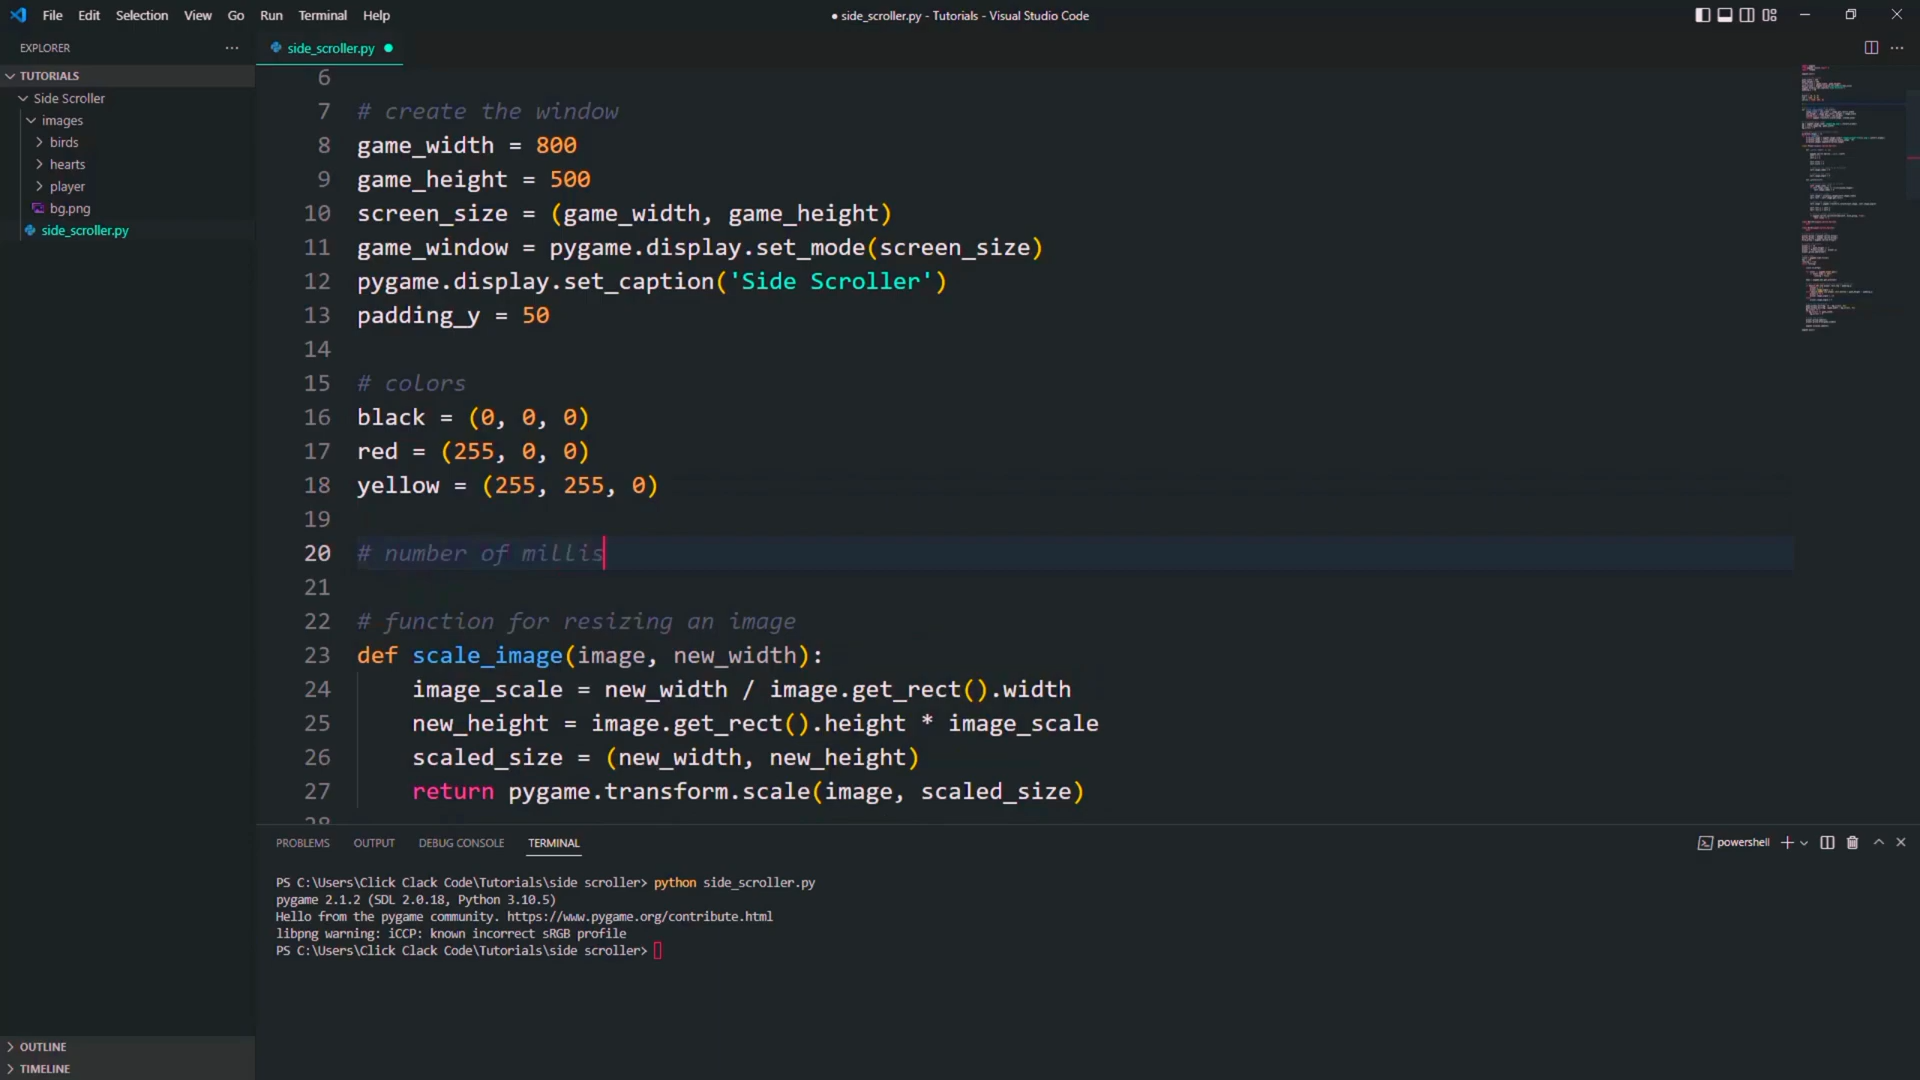 File Edit Selection View Go Run Terminal Help
● side_scroller.py - Tutorials - Visual Studio Code
EXPLORER
side_scroller.py
TUTORIALS
Side Scroller
images
birds
hearts
player
bg.png
side_scroller.py
6
7 # create the window
8 game_width = 800
9 game_height = 500
10 screen_size = (game_width, game_height)
11 game_window = pygame.display.set_mode(screen_size)
12 pygame.display.set_caption('Side Scroller')
13 padding_y = 50
14
15 # colors
16 black = (0, 0, 0)
17 red = (255, 0, 0)
18 yellow = (255, 255, 0)
19
20 # number of millis
21
22 # function for resizing an image
23 def scale_image(image, new_width):
24 image_scale = new_width / image.get_rect().width
25 new_height = image.get_rect().height * image_scale
26 scaled_size = (new_width, new_height)
27 return pygame.transform.scale(image, scaled_size)
28
PROBLEMS OUTPUT DEBUG CONSOLE TERMINAL
powershell
PS C:\Users\Click Clack Code\Tutorials\side scroller> python side_scroller.py
pygame 2.1.2 (SDL 2.0.18, Python 3.10.5)
Hello from the pygame community. https://www.pygame.org/contribute.html
libpng warning: iCCP: known incorrect sRGB profile
PS C:\Users\Click Clack Code\Tutorials\side scroller>
OUTLINE
TIMELINE